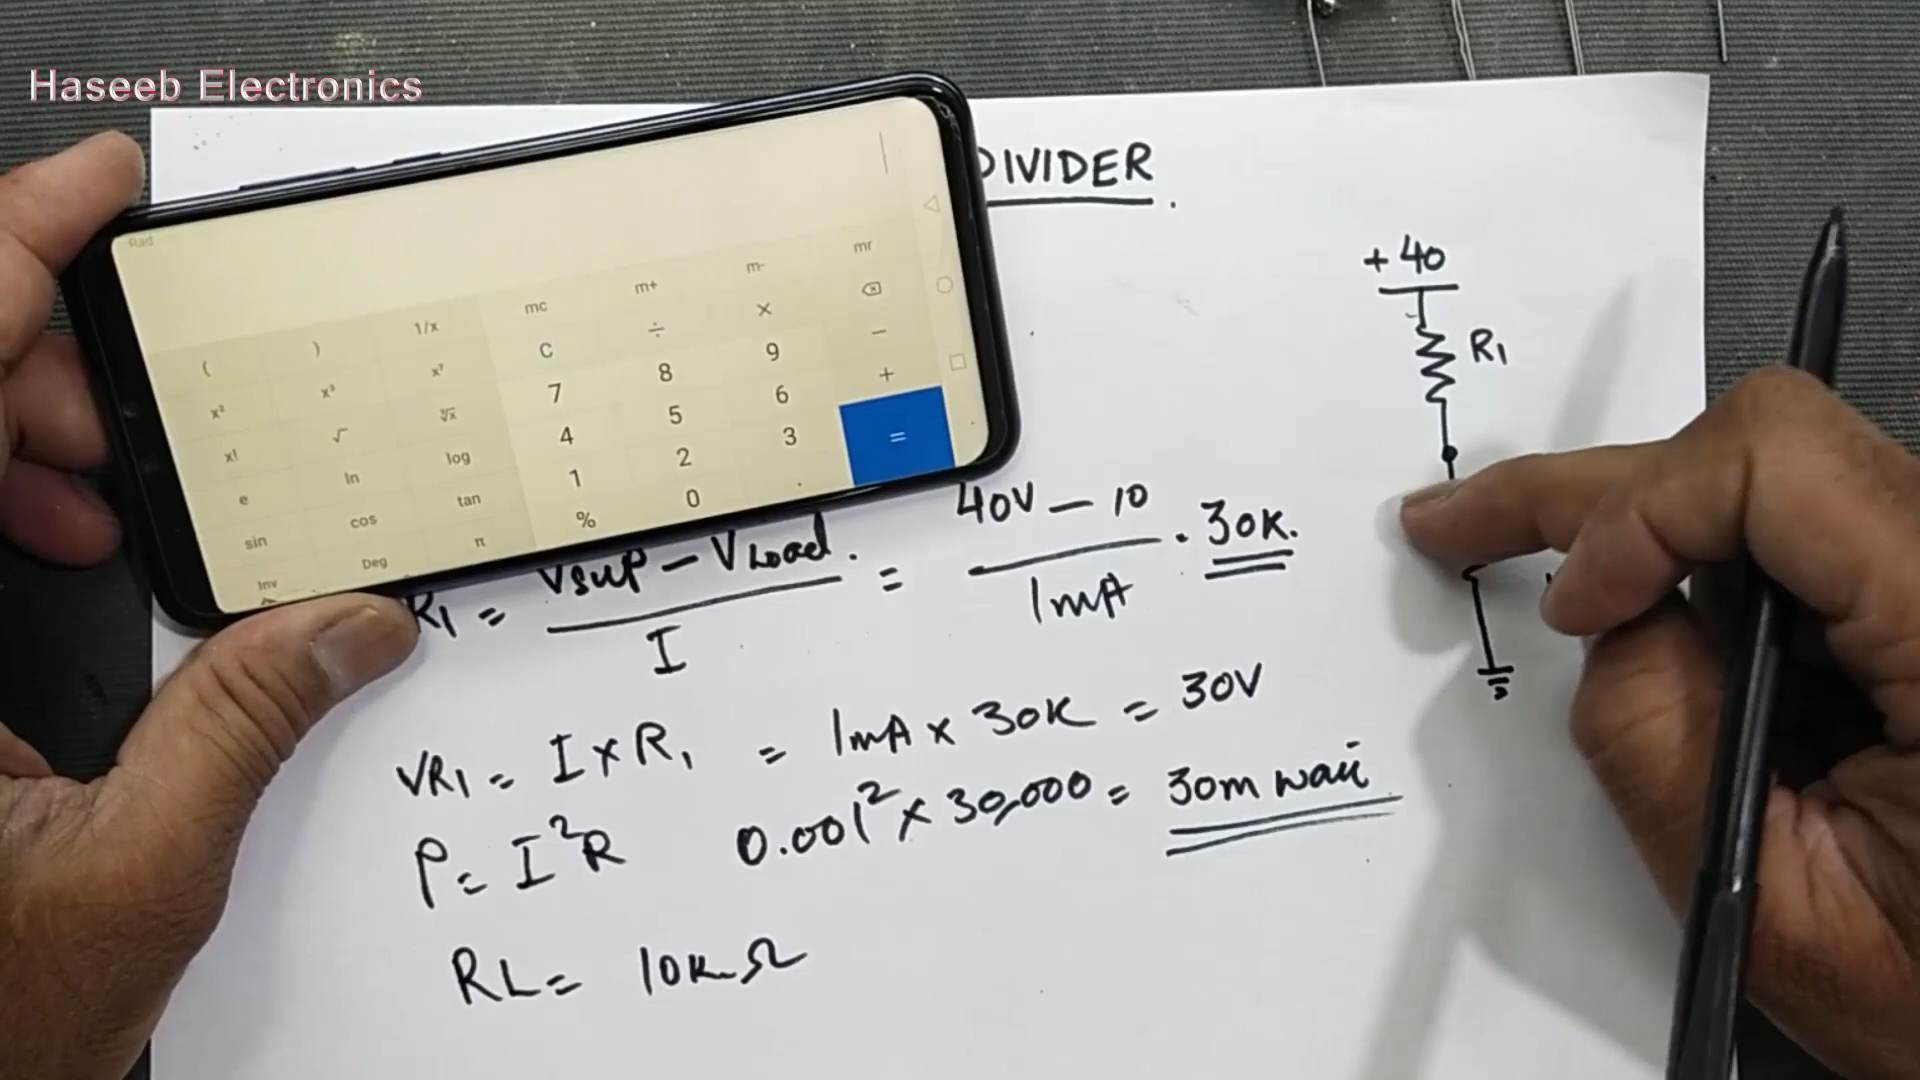 Haseeb Electronics
DIVIDER.
+40
R1
Rad
mc m+ m- mr
( ) 1/x C ÷ × 
x² x³ 7 8 9 −
x! √ log 4 5 6 +
e ln tan 1 2 3 =
sin cos π % 0 .
Inv Deg
R1 = Vsup - VLoad. / I = 40V - 10 / 1mA . 30K.
VR1 = I x R1 = 1mA x 30K = 30V
P = I²R 0.001² x 30,000 = 30m watt
RL = 10KΩ